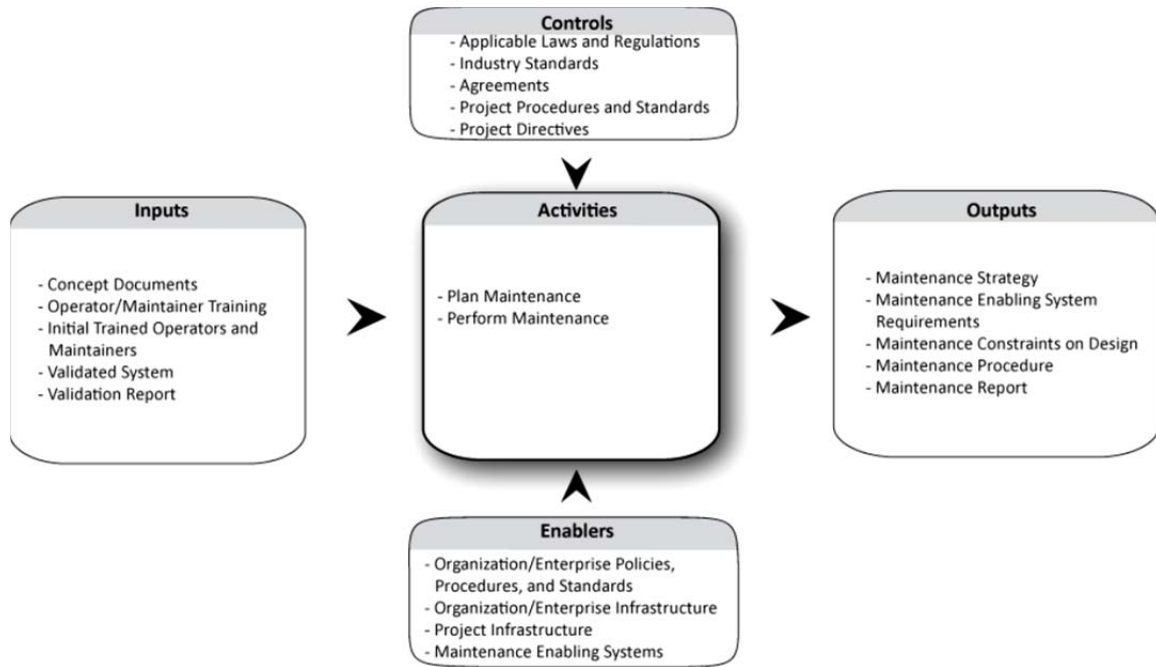 Controls
- Applicable Laws and Regulations
- Industry Standards
- Agreements
- Project Procedures and Standards
- Project Directives
Inputs
- Concept Documents
- Operator/Maintainer Training
- Initial Trained Operators and
Maintainers
- Validated System
- Validation Report
Activities
- Plan Maintenance
- Perform Maintenance
Outputs
- Maintenance Strategy
- Maintenance Enabling System
Requirements
- Maintenance Constraints on Design
- Maintenance Procedure
- Maintenance Report
Enablers
- Organization/Enterprise Policies,
Procedures, and Standards
- Organization/Enterprise Infrastructure
- Project Infrastructure
- Maintenance Enabling Systems